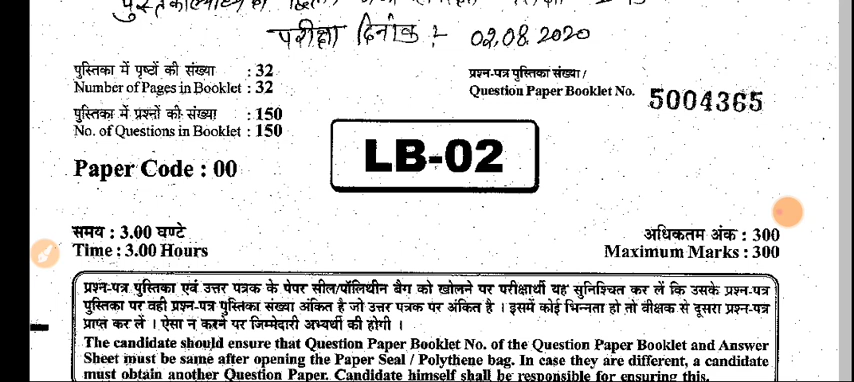 परीक्षा दिनांक :- 02.08.2020
पुस्तिका में पृष्ठों की संख्या : 32
Number of Pages in Booklet : 32
पुस्तिका में प्रश्नों की संख्या : 150
No. of Questions in Booklet : 150
Paper Code : 00
प्रश्न-पत्र पुस्तिका संख्या /
Question Paper Booklet No. 5004365
LB-02
समय : 3.00 घण्टे
Time : 3.00 Hours
अधिकतम अंक : 300
Maximum Marks : 300
प्रश्न-पत्र पुस्तिका एवं उत्तर पत्रक के पेपर सील/पॉलिथीन बैग को खोलने पर परीक्षार्थी यह सुनिश्चित कर लें कि उसके प्रश्न-पत्र
पुस्तिका पर वही प्रश्न-पत्र पुस्तिका संख्या अंकित है जो उत्तर पत्रक पर अंकित है । इसमें कोई भिन्नता हो तो वीक्षक से दूसरा प्रश्न-पत्र
प्राप्त कर लें । ऐसा न करने पर जिम्मेदारी अभ्यर्थी की होगी ।
The candidate should ensure that Question Paper Booklet No. of the Question Paper Booklet and Answer
Sheet must be same after opening the Paper Seal / Polythene bag. In case they are different, a candidate
must obtain another Question Paper. Candidate himself shall be responsible for ensuring this.